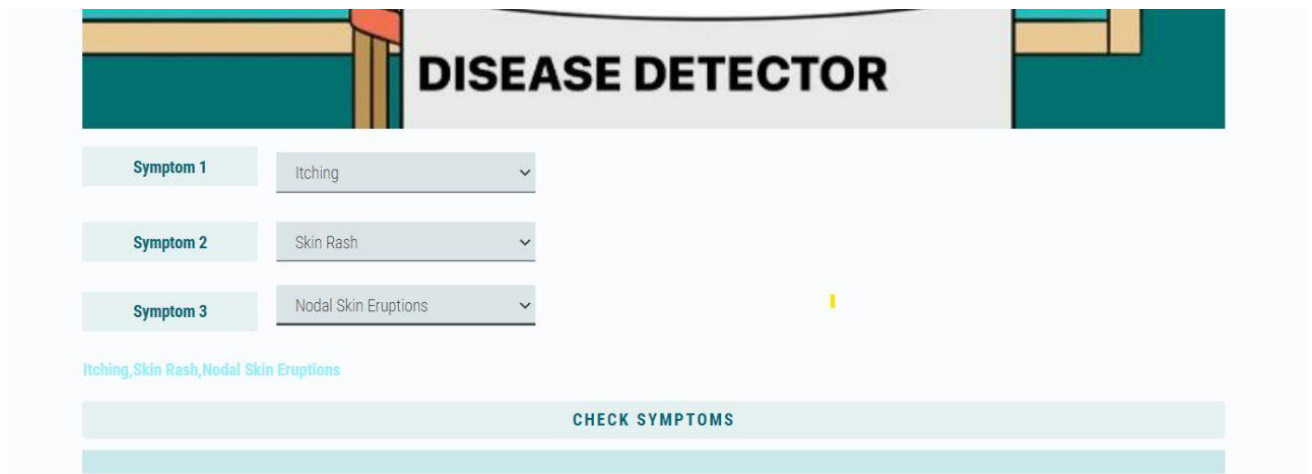 DISEASE DETECTOR
Symptom 1
Itching
Symptom 2
Skin Rash
Symptom 3
Nodal Skin Eruptions
Itching,Skin Rash,Nodal Skin Eruptions
CHECK SYMPTOMS